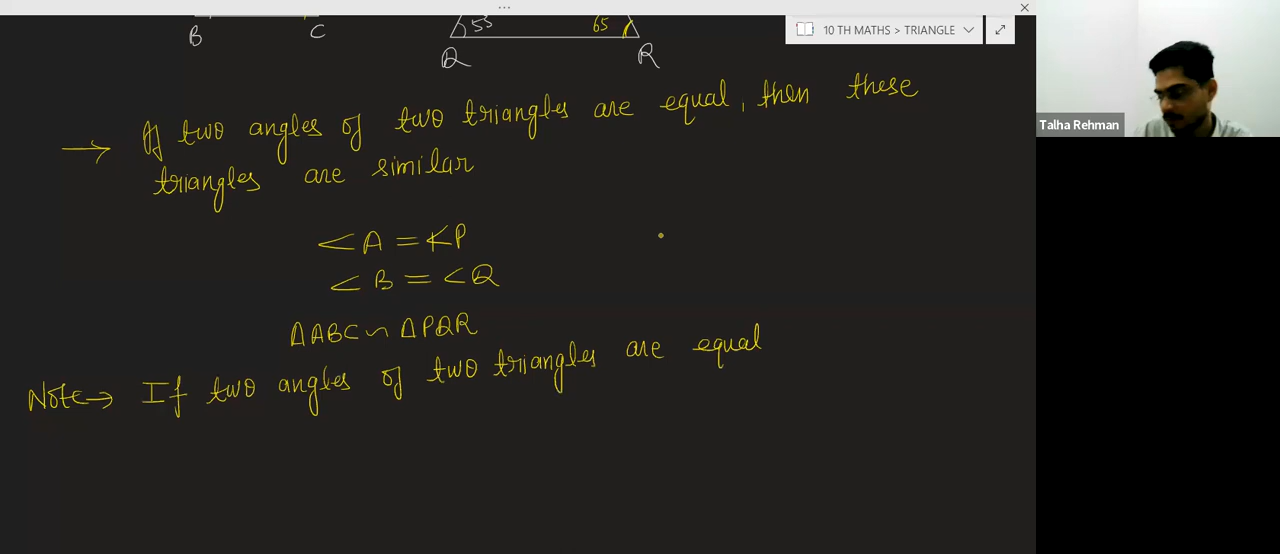 B C 55 65
Q R
10 TH MATHS > TRIANGLE
Talha Rehman
→ If two angles of two triangles are equal, then these
triangles are similar
<A = <P
<B = <Q
ΔABC ~ ΔPQR
Note → If two angles of two triangles are equal